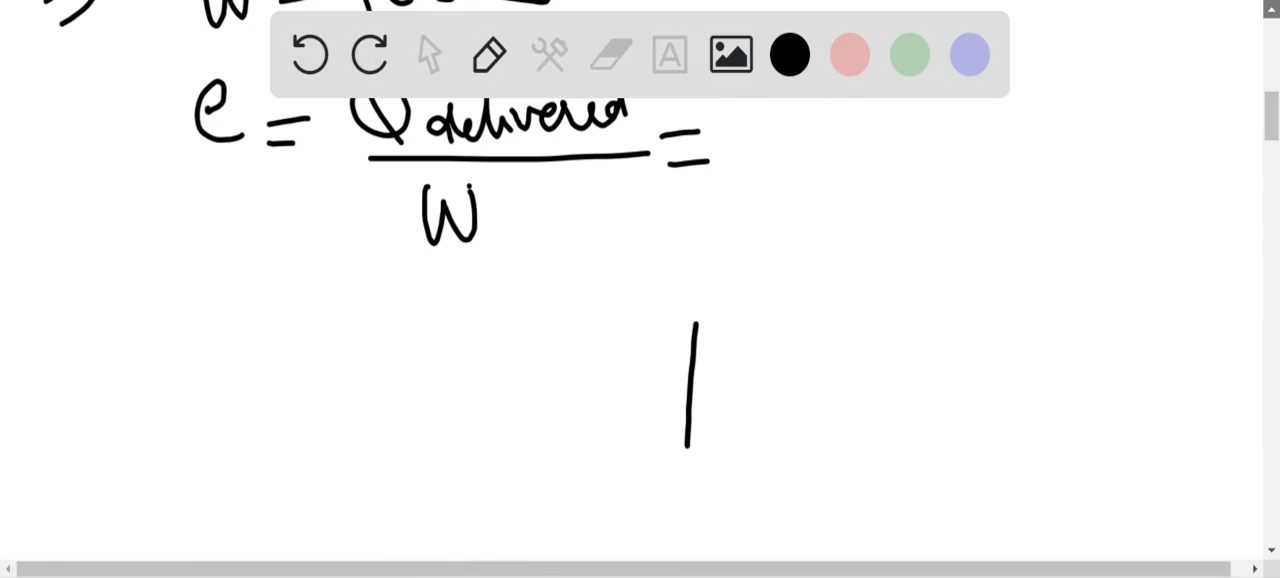 e = Q delivered =
W
A